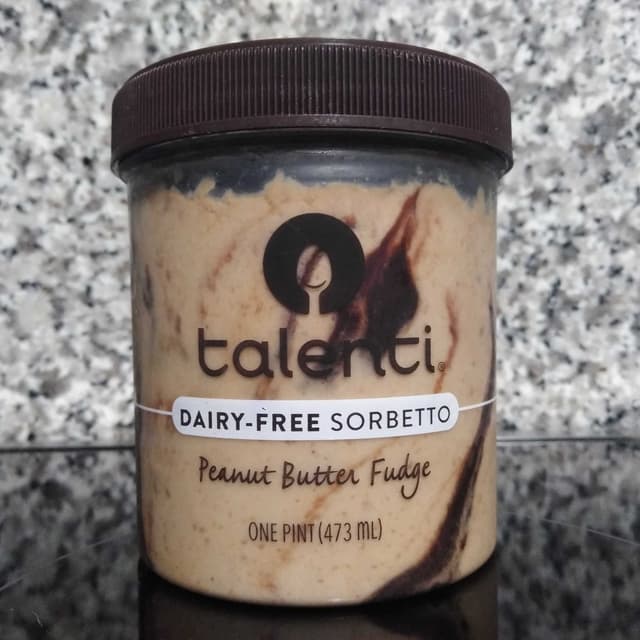 talenti®
DAIRY-FREE SORBETTO
Peanut Butter Fudge
ONE PINT (473 mL)